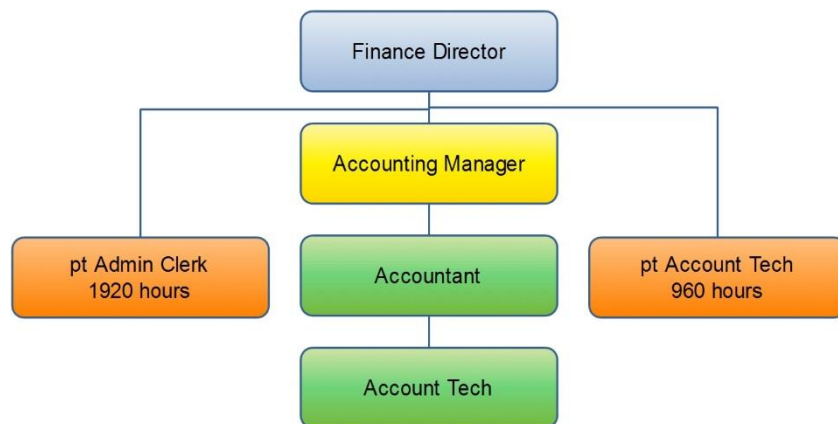 Finance Director
Accounting Manager
pt Admin Clerk
1920 hours
Accountant
pt Account Tech
960 hours
Account Tech